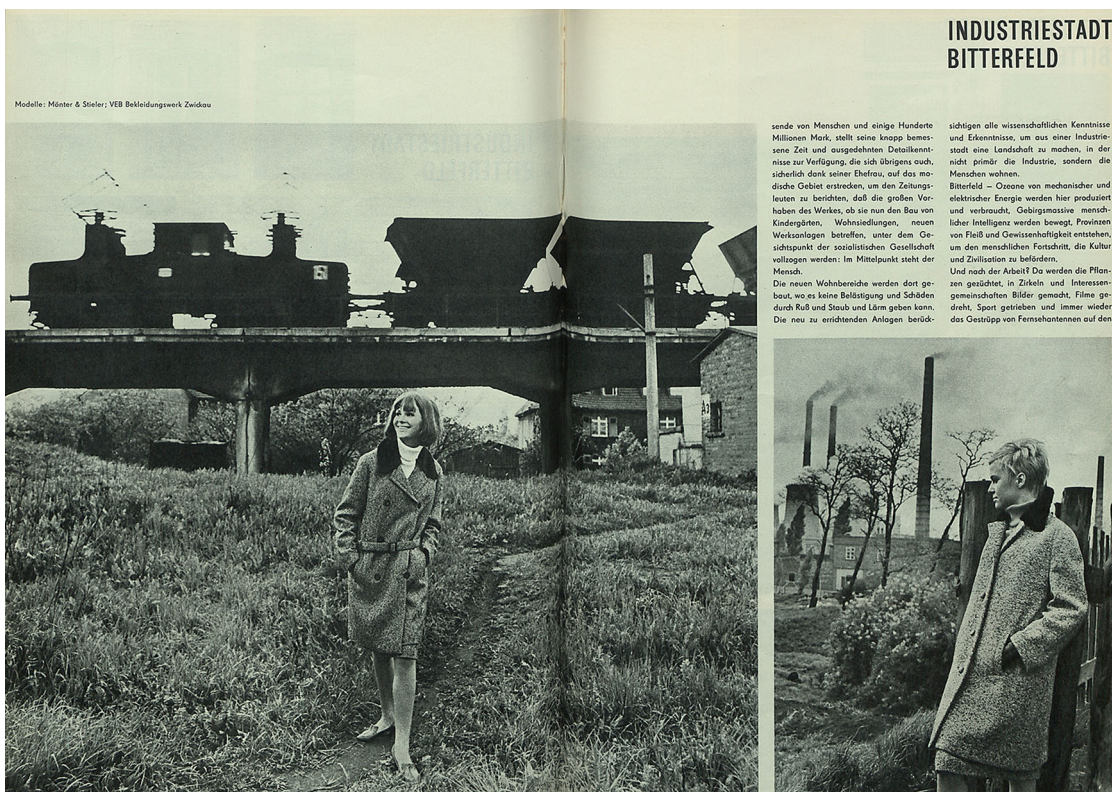 INDUSTRIESTADT
BITTERFELD
Modelle: Mönter & Stieler; VEB Bekleidungswerk Zwickau
sende von Menschen und einige Hunderte
Millionen Mark, stellt seine knapp bemes-
sene Zeit und ausgedehnten Detailkennt-
nisse zur Verfügung, die sich übrigens auch,
sicherlich dank seiner Ehefrau, auf das mo-
dische Gebiet erstrecken, um den Zeitungs-
leuten zu berichten, daß die großen Vor-
haben des Werkes, ob sie nun den Bau von
Kindergärten, Wohnsiedlungen, neuen
Werksanlagen betreffen, unter dem Ge-
sichtspunkt der sozialistischen Gesellschaft
vollzogen werden: Im Mittelpunkt steht der
Mensch.
Die neuen Wohnbereiche werden dort ge-
baut, wo es keine Belästigung und Schäden
durch Ruß und Staub und Lärm geben kann.
Die neu zu errichtenden Anlagen berück-
sichtigen alle wissenschaftlichen Kenntnisse
und Erkenntnisse, um aus einer Industrie-
stadt eine Landschaft zu machen, in der
nicht primär die Industrie, sondern die
Menschen wohnen.
Bitterfeld – Ozeane von mechanischer und
elektrischer Energie werden hier produziert
und verbraucht, Gebirgsmassive mensch-
licher Intelligenz werden bewegt, Provinzen
von Fleiß und Gewissenhaftigkeit entstehen,
um den menschlichen Fortschritt, die Kultur
und Zivilisation zu befördern.
Und nach der Arbeit? Da werden die Pflan-
zen gezüchtet, in Zirkeln und Interessen-
gemeinschaften Bilder gemacht, Filme ge-
dreht, Sport getrieben und immer wieder
das Gestrüpp von Fernsehantennen auf den